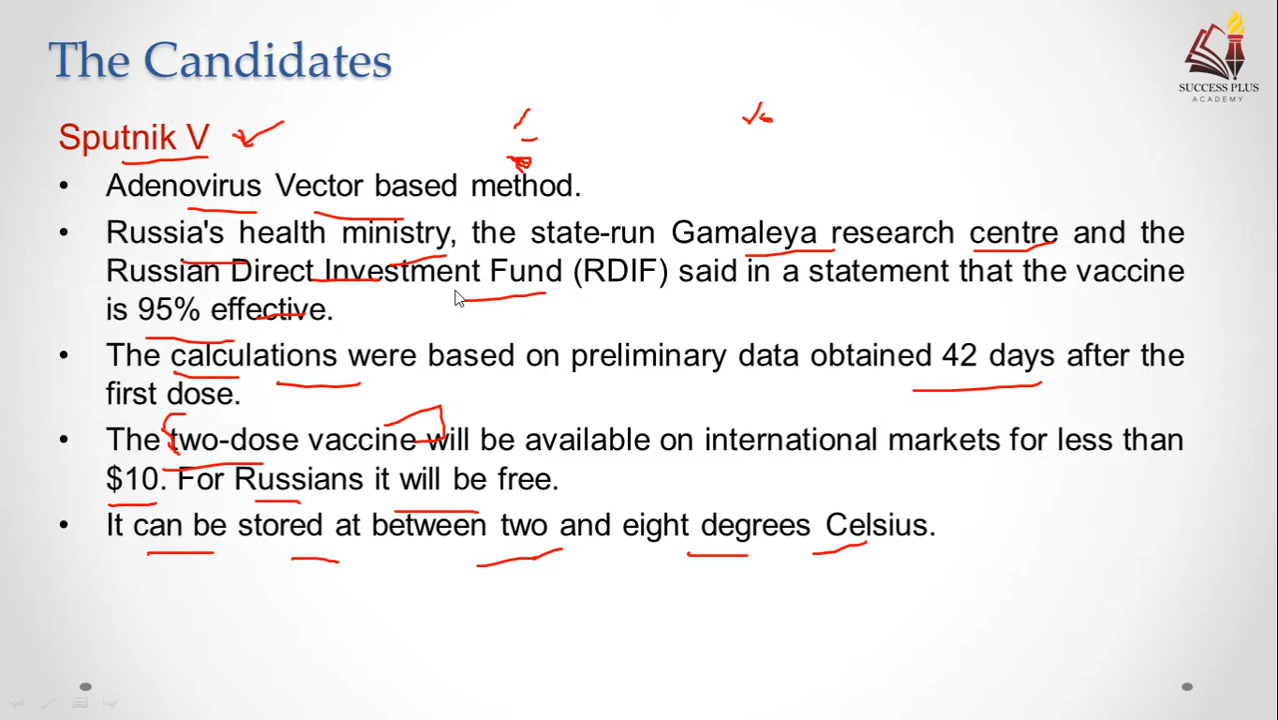 The Candidates
SUCCESS PLUS
ACADEMY
Sputnik V
• Adenovirus Vector based method.
• Russia's health ministry, the state-run Gamaleya research centre and the
Russian Direct Investment Fund (RDIF) said in a statement that the vaccine
is 95% effective.
• The calculations were based on preliminary data obtained 42 days after the
first dose.
• The two-dose vaccine will be available on international markets for less than
$10. For Russians it will be free.
• It can be stored at between two and eight degrees Celsius.